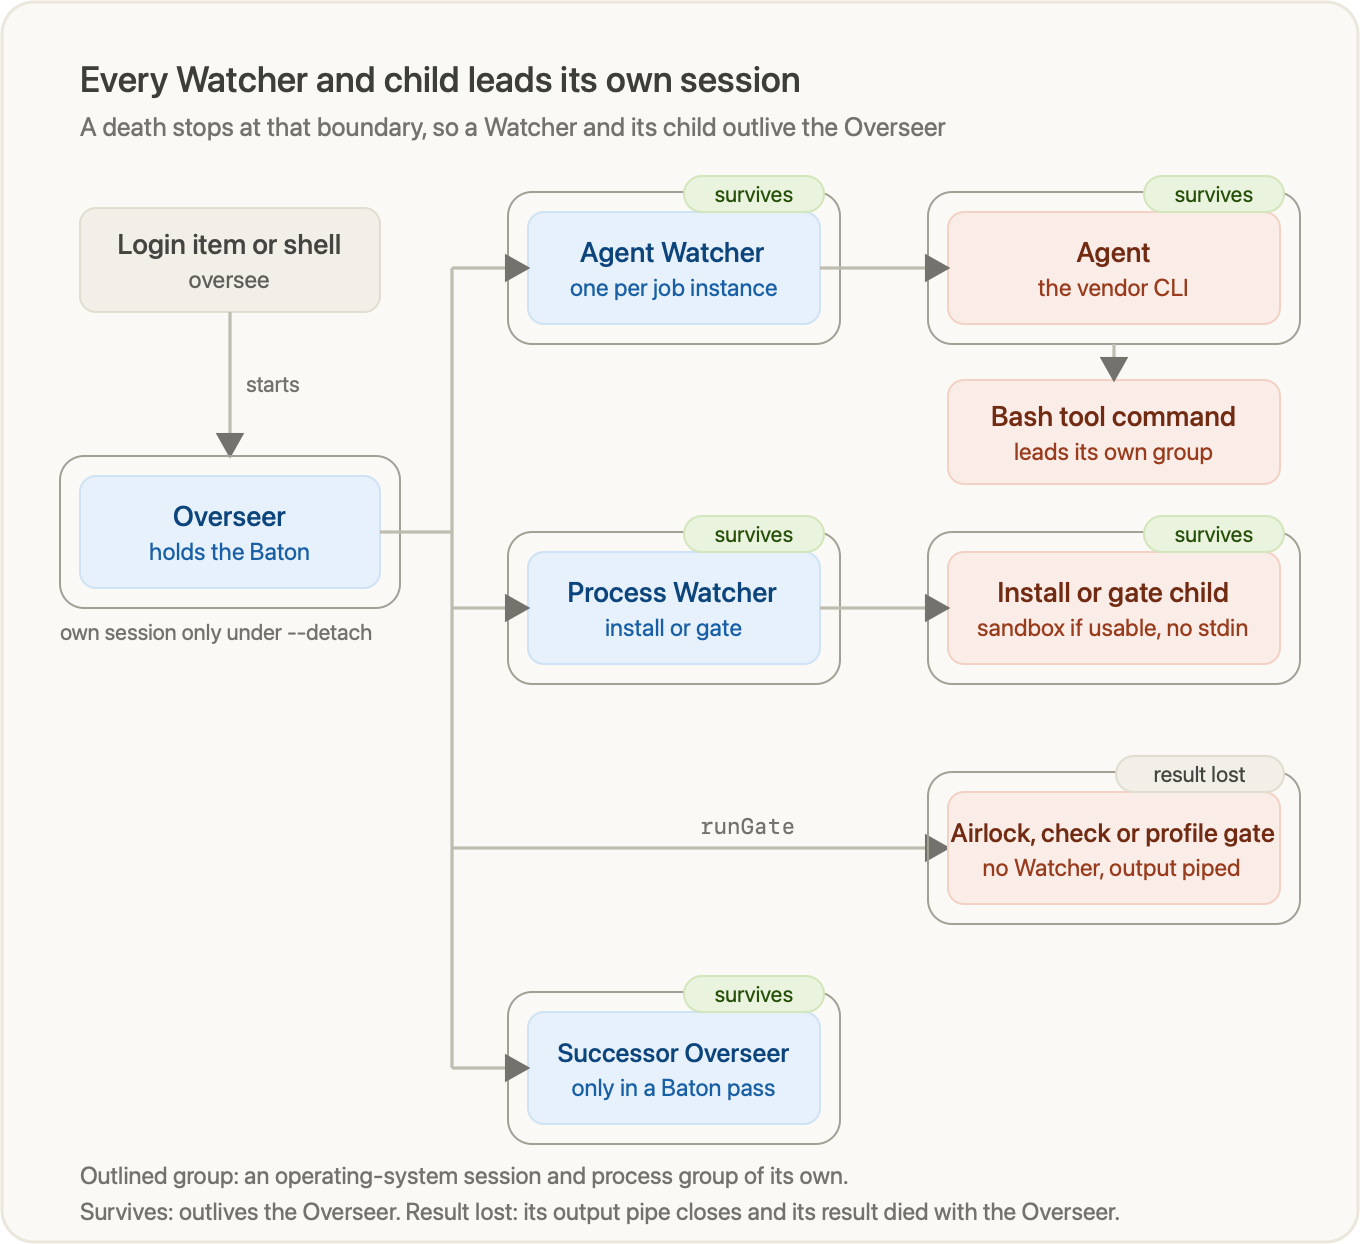 Every Watcher and child leads its own session
A death stops at that boundary, so a Watcher and its child outlive the Overseer
Login item or shell
oversee
starts
Overseer
holds the Baton
own session only under --detach
survives
Agent Watcher
one per job instance
survives
Agent
the vendor CLI
Bash tool command
leads its own group
survives
Process Watcher
install or gate
survives
Install or gate child
sandbox if usable, no stdin
runGate
result lost
Airlock, check or profile gate
no Watcher, output piped
survives
Successor Overseer
only in a Baton pass
Outlined group: an operating-system session and process group of its own.
Survives: outlives the Overseer. Result lost: its output pipe closes and its result died with the Overseer.